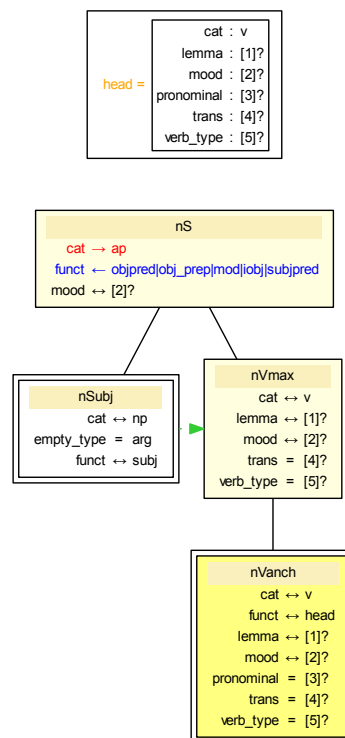 head =
cat : v
lemma : [1]?
mood : [2]?
pronominal : [3]?
trans : [4]?
verb_type : [5]?
nS
cat → ap
funct ← objpred|obj_prep|mod|iobj|subjpred
mood ↔ [2]?
nSubj
cat ↔ np
empty_type = arg
funct ↔ subj
nVmax
cat ↔ v
lemma ↔ [1]?
mood ↔ [2]?
trans = [4]?
verb_type = [5]?
nVanch
cat ↔ v
funct ↔ head
lemma ↔ [1]?
mood ↔ [2]?
pronominal = [3]?
trans = [4]?
verb_type = [5]?